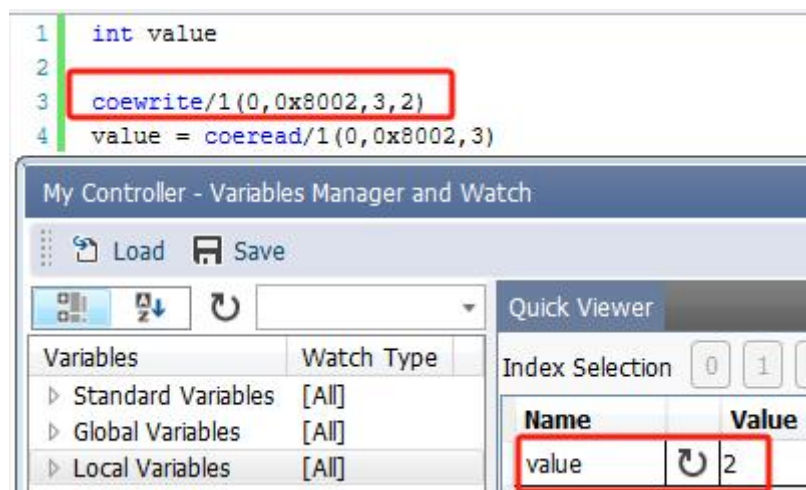 1 int value
2
3 coewrite/1(0,0x8002,3,2)
4 value = coeread/1(0,0x8002,3)
My Controller - Variables Manager and Watch
Load Save
Quick Viewer
Variables Watch Type
Index Selection 0 1
Standard Variables [All]
Name Value
Global Variables [All]
value 2
Local Variables [All]